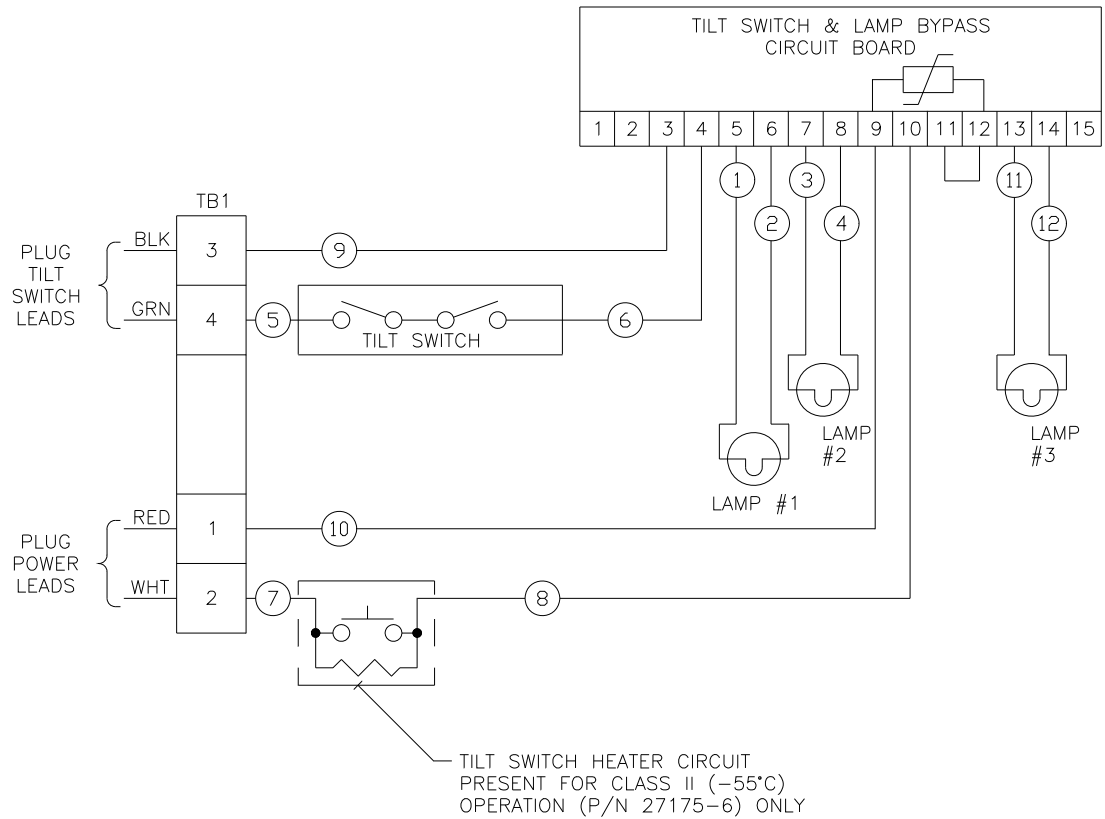 TILT SWITCH & LAMP BYPASS
CIRCUIT BOARD
1 2 3 4 5 6 7 8 9 10 11 12 13 14 15
1
3
11
2
4
12
TB1
PLUG
TILT
SWITCH
LEADS
BLK
3
9
GRN
4
5
TILT SWITCH
6
LAMP
#2
LAMP
#3
LAMP #1
PLUG
POWER
LEADS
RED
1
10
WHT
2
7
8
TILT SWITCH HEATER CIRCUIT
PRESENT FOR CLASS II (-55°C)
OPERATION (P/N 27175-6) ONLY